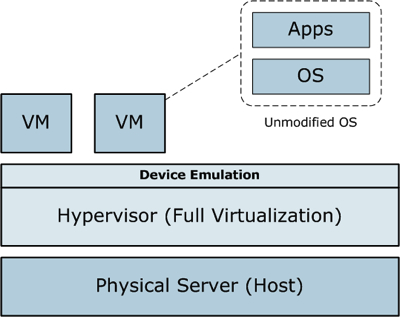 Apps
OS
Unmodified OS
VM
VM
Device Emulation
Hypervisor (Full Virtualization)
Physical Server (Host)